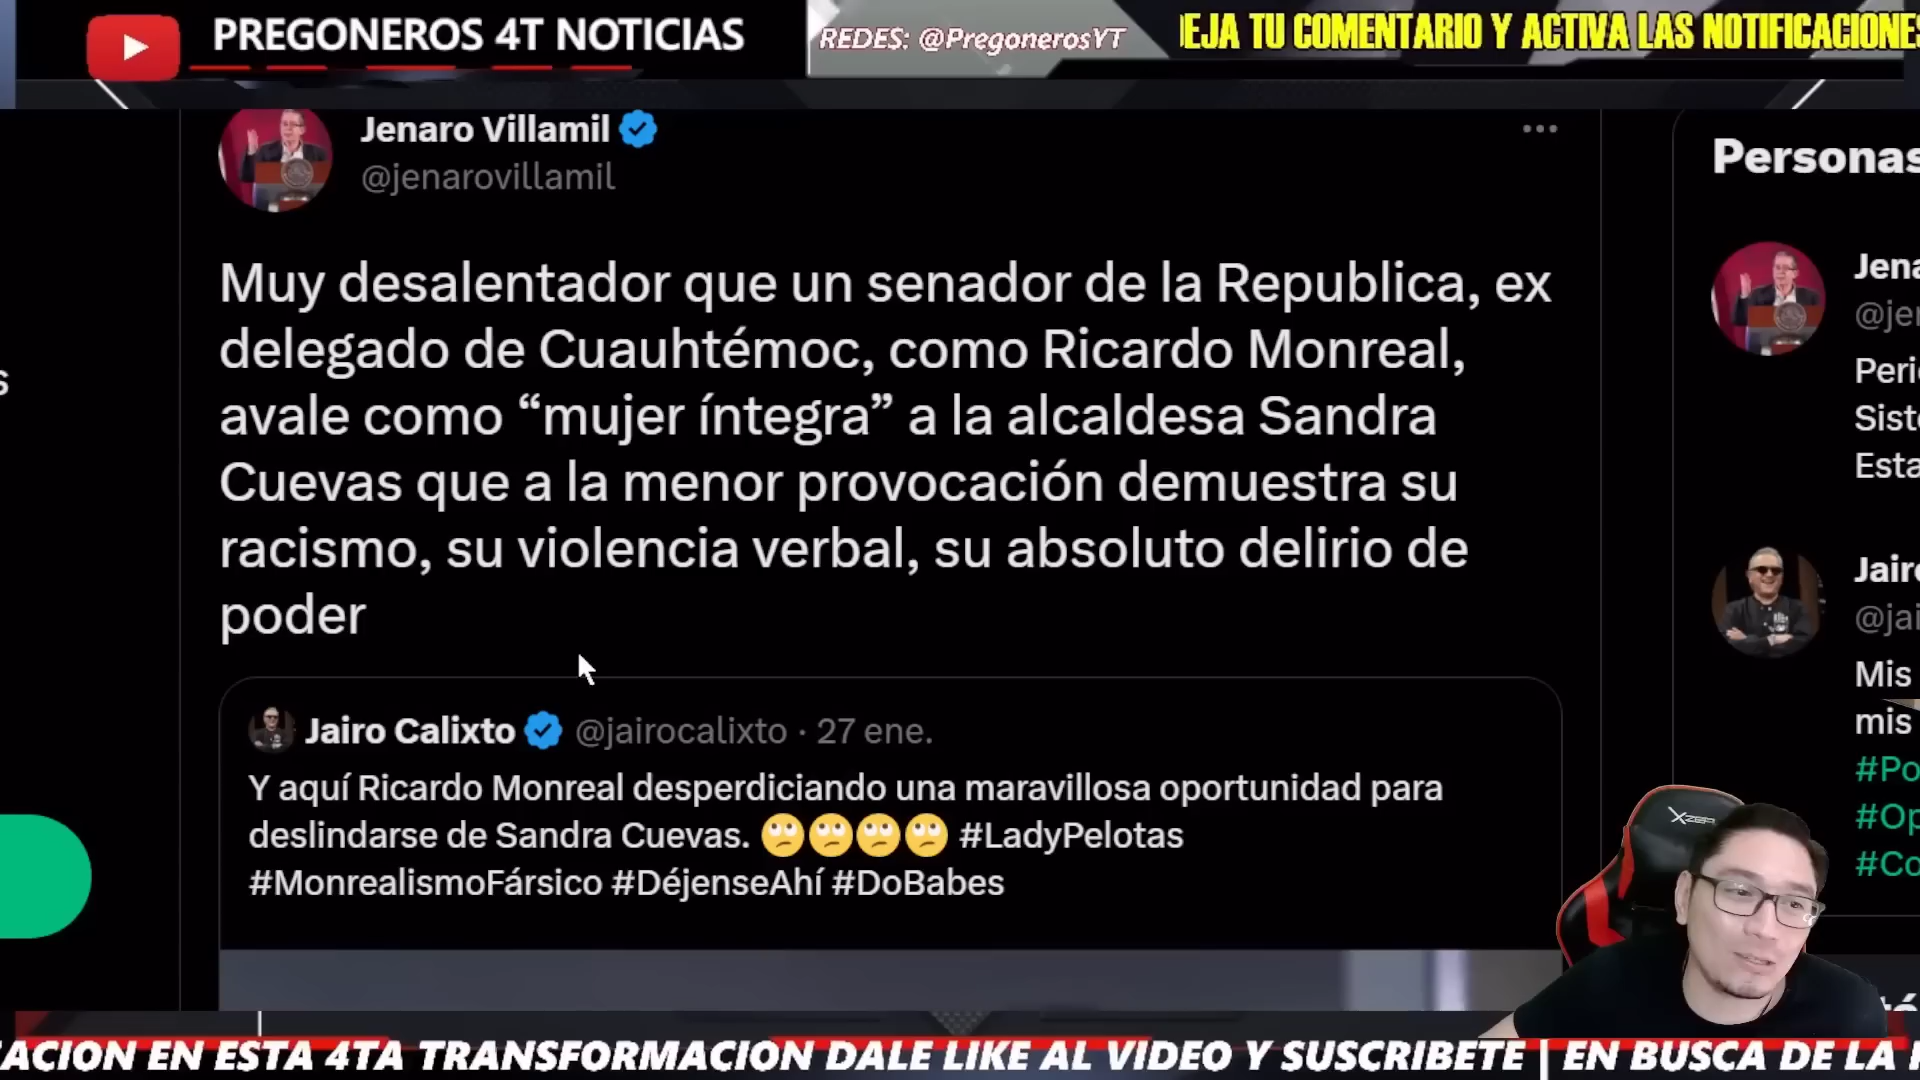 PREGONEROS 4T NOTICIAS
REDES: @PregonerosYT
DEJA TU COMENTARIO Y ACTIVA LAS NOTIFICACIONES
Jenaro Villamil
@jenarovillamil
Muy desalentador que un senador de la Republica, ex
delegado de Cuauhtémoc, como Ricardo Monreal,
avale como “mujer íntegra” a la alcaldesa Sandra
Cuevas que a la menor provocación demuestra su
racismo, su violencia verbal, su absoluto delirio de
poder
Jairo Calixto @jairocalixto · 27 ene.
Y aquí Ricardo Monreal desperdiciando una maravillosa oportunidad para
deslindarse de Sandra Cuevas. 🙄🙄🙄🙄 #LadyPelotas
#MonrealismoFársico #DéjenseAhí #DoBabes
Personas
Jena
@jer
Peri
Siste
Esta
Jairo
@jai
Mis
mis
#Po
#Op
#Co
s
XZER
ACION EN ESTA 4TA TRANSFORMACION DALE LIKE AL VIDEO Y SUSCRIBETE | EN BUSCA DE LA